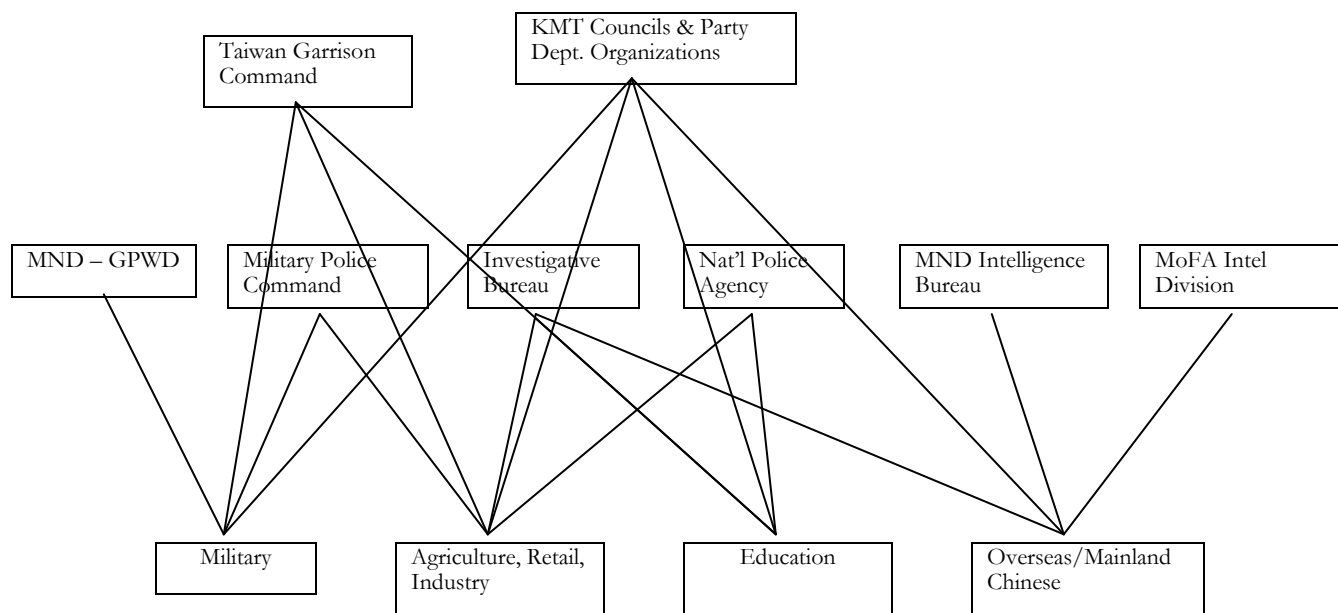 Taiwan Garrison
Command
KMT Councils & Party
Dept. Organizations
MND – GPWD
Military Police
Command
Investigative
Bureau
Nat’l Police
Agency
MND Intelligence
Bureau
MoFA Intel
Division
Military
Agriculture, Retail,
Industry
Education
Overseas/Mainland
Chinese